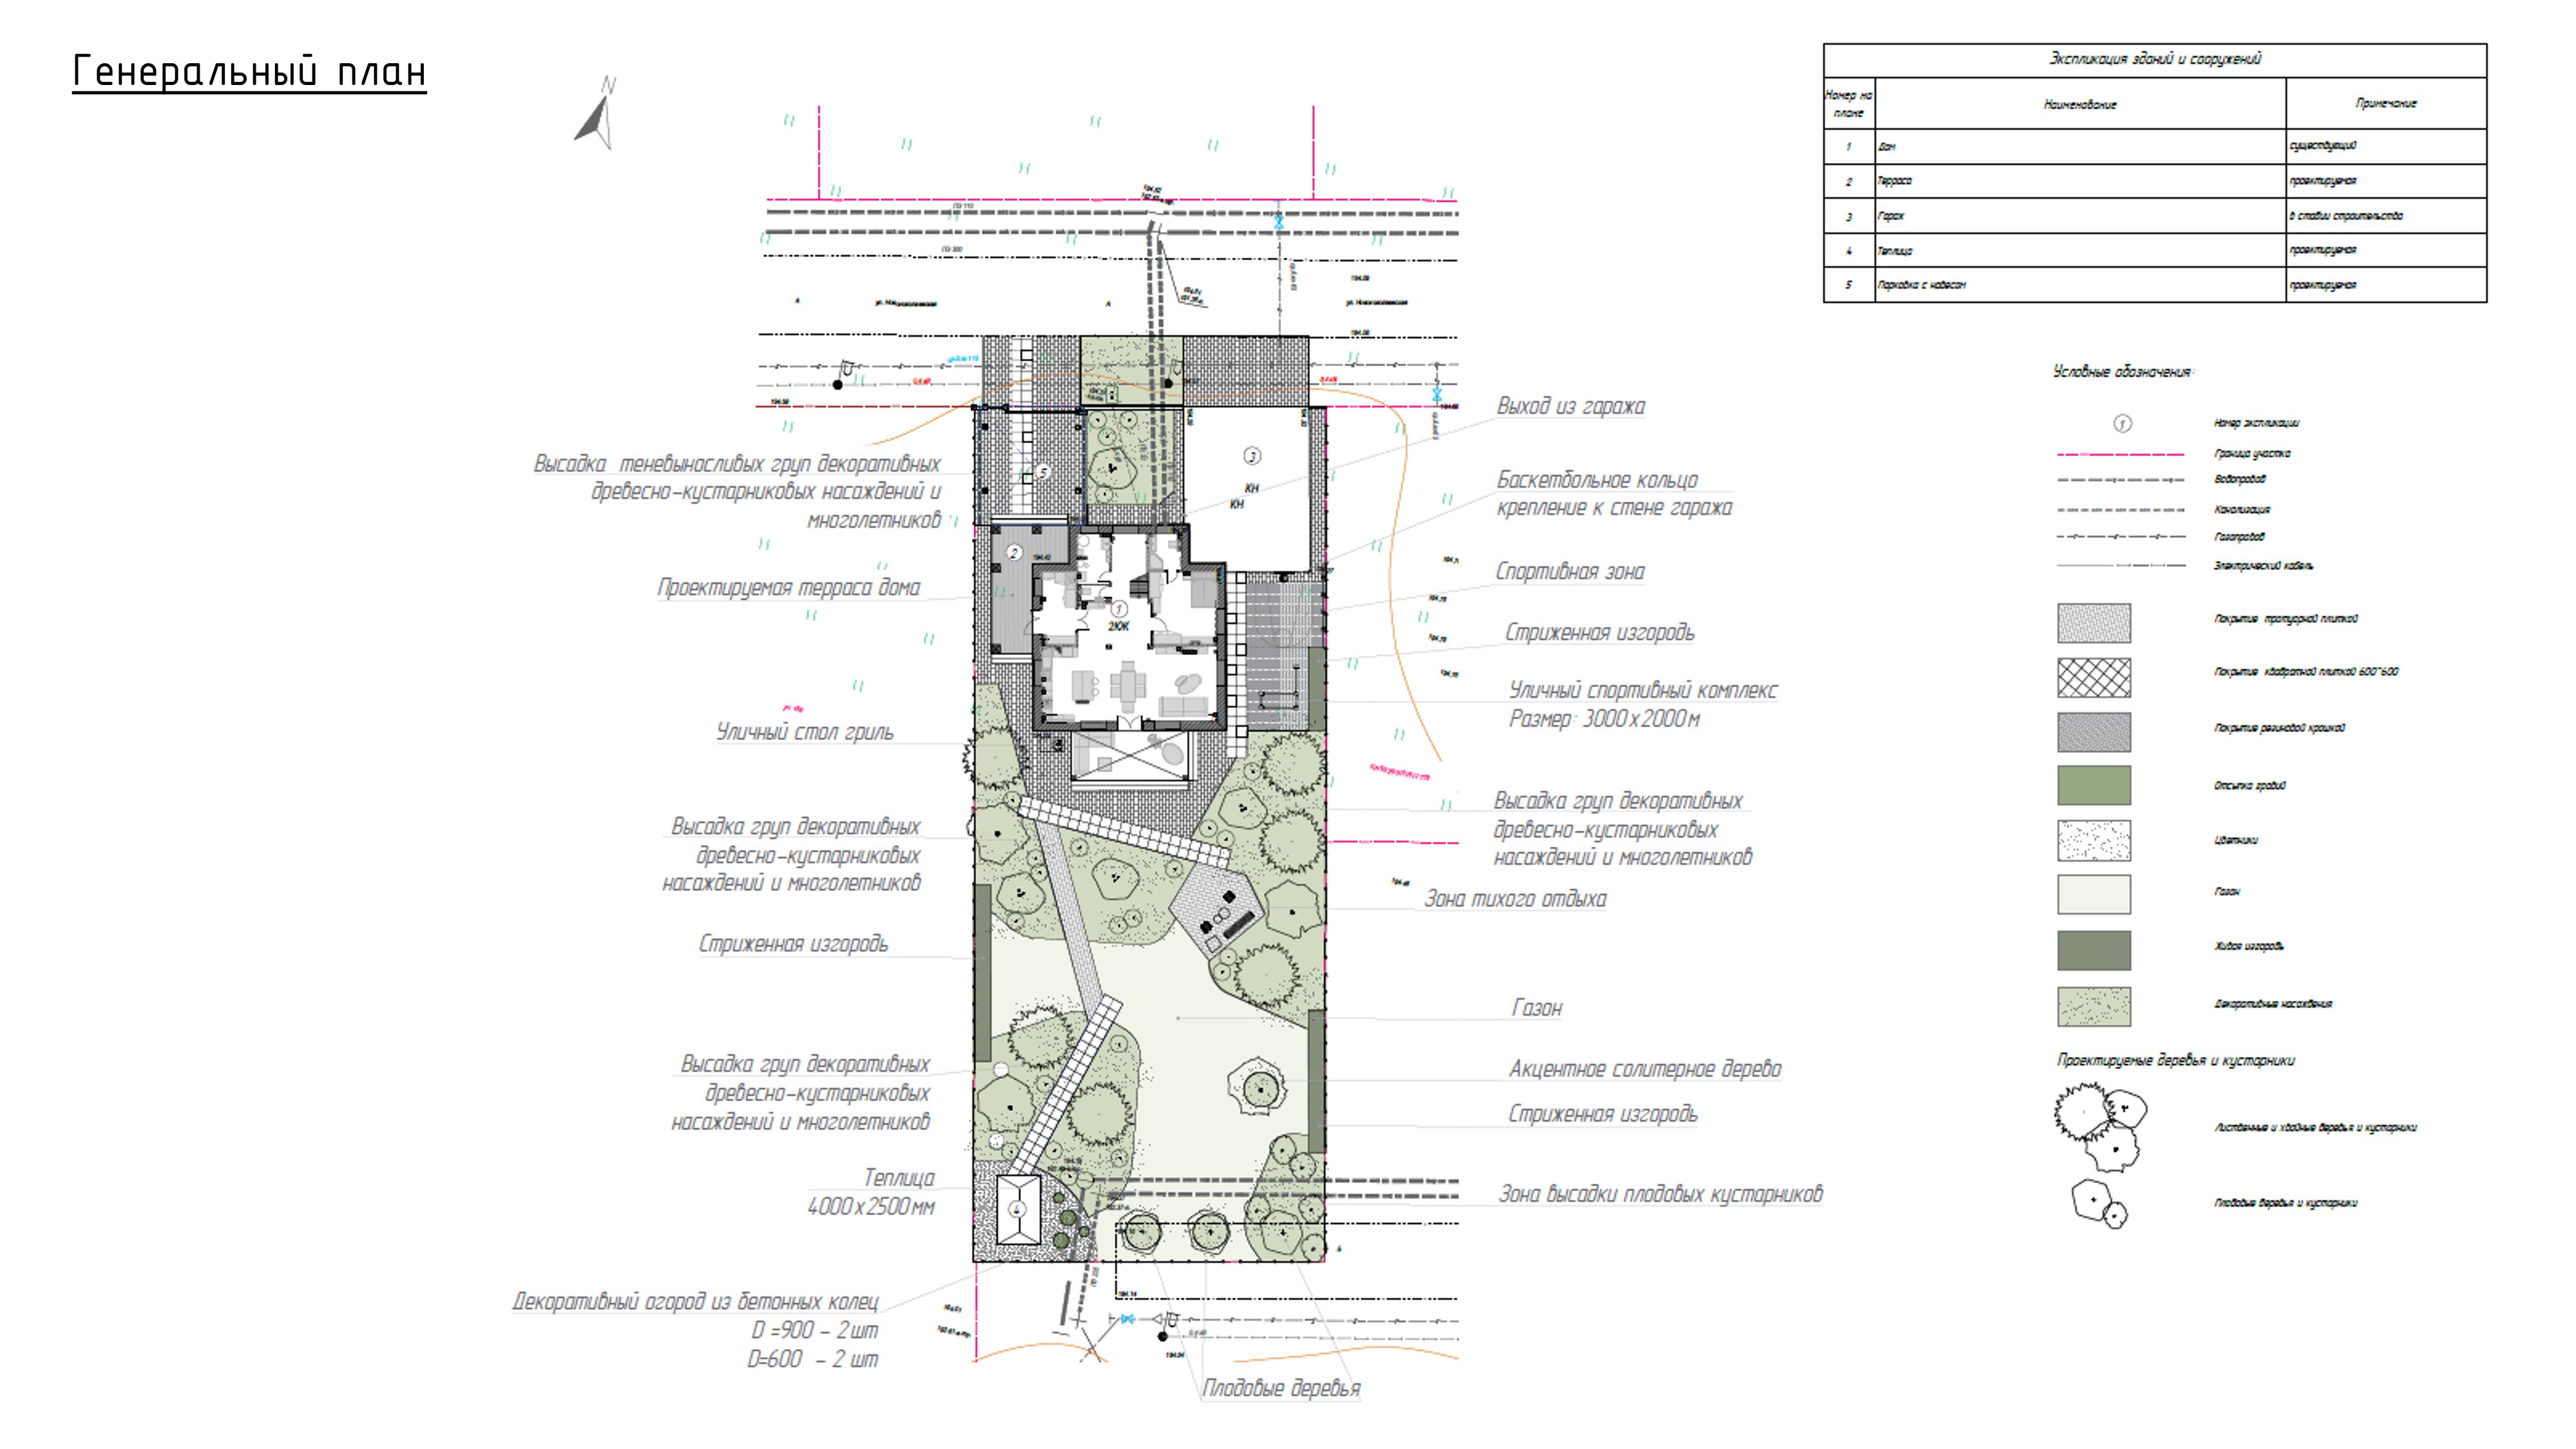 Генеральный план
N
Экспликация зданий и сооружений
Номер на
плане
Наименование
Примечание
1
Дом
существующий
2
Терраса
проектируемая
3
Гараж
в стадии строительства
4
Теплица
проектируемая
5
Парковка с навесом
проектируемая
Условные обозначения:
1
Номер экспликации
Граница участка
Водопровод
Канализация
Газопровод
Электрический кабель
Покрытие тротуарной плиткой
Покрытие квадратной плиткой 600*600
Покрытие резиновой крошкой
Отсыпка гравий
Цветники
Газон
Живая изгородь
Декоративные насаждения
Проектируемые деревья и кустарники
Лиственные и хвойные деревья и кустарники
Плодовые деревья и кустарники
Высадка теневыносливых груп декоративных
древесно-кустарниковых насаждений и
многолетников
Проектируемая терраса дома
Уличный стол гриль
Высадка груп декоративных
древесно-кустарниковых
насаждений и многолетников
Стриженная изгородь
Высадка груп декоративных
древесно-кустарниковых
насаждений и многолетников
Теплица
4000х2500мм
Декоративный огород из бетонных колец
D =900 - 2шт
D=600 - 2 шт
5
3
КН
КН
2
1
2КЖ
4
Выход из гаража
Баскетбольное кольцо
крепление к стене гаража
Спортивная зона
Стриженная изгородь
Уличный спортивный комплекс
Размер: 3000х2000м
Высадка груп декоративных
древесно-кустарниковых
насаждений и многолетников
Зона тихого отдыха
Газон
Акцентное солитерное дерево
Стриженная изгородь
Зона высадки плодовых кустарников
Плодовые деревья